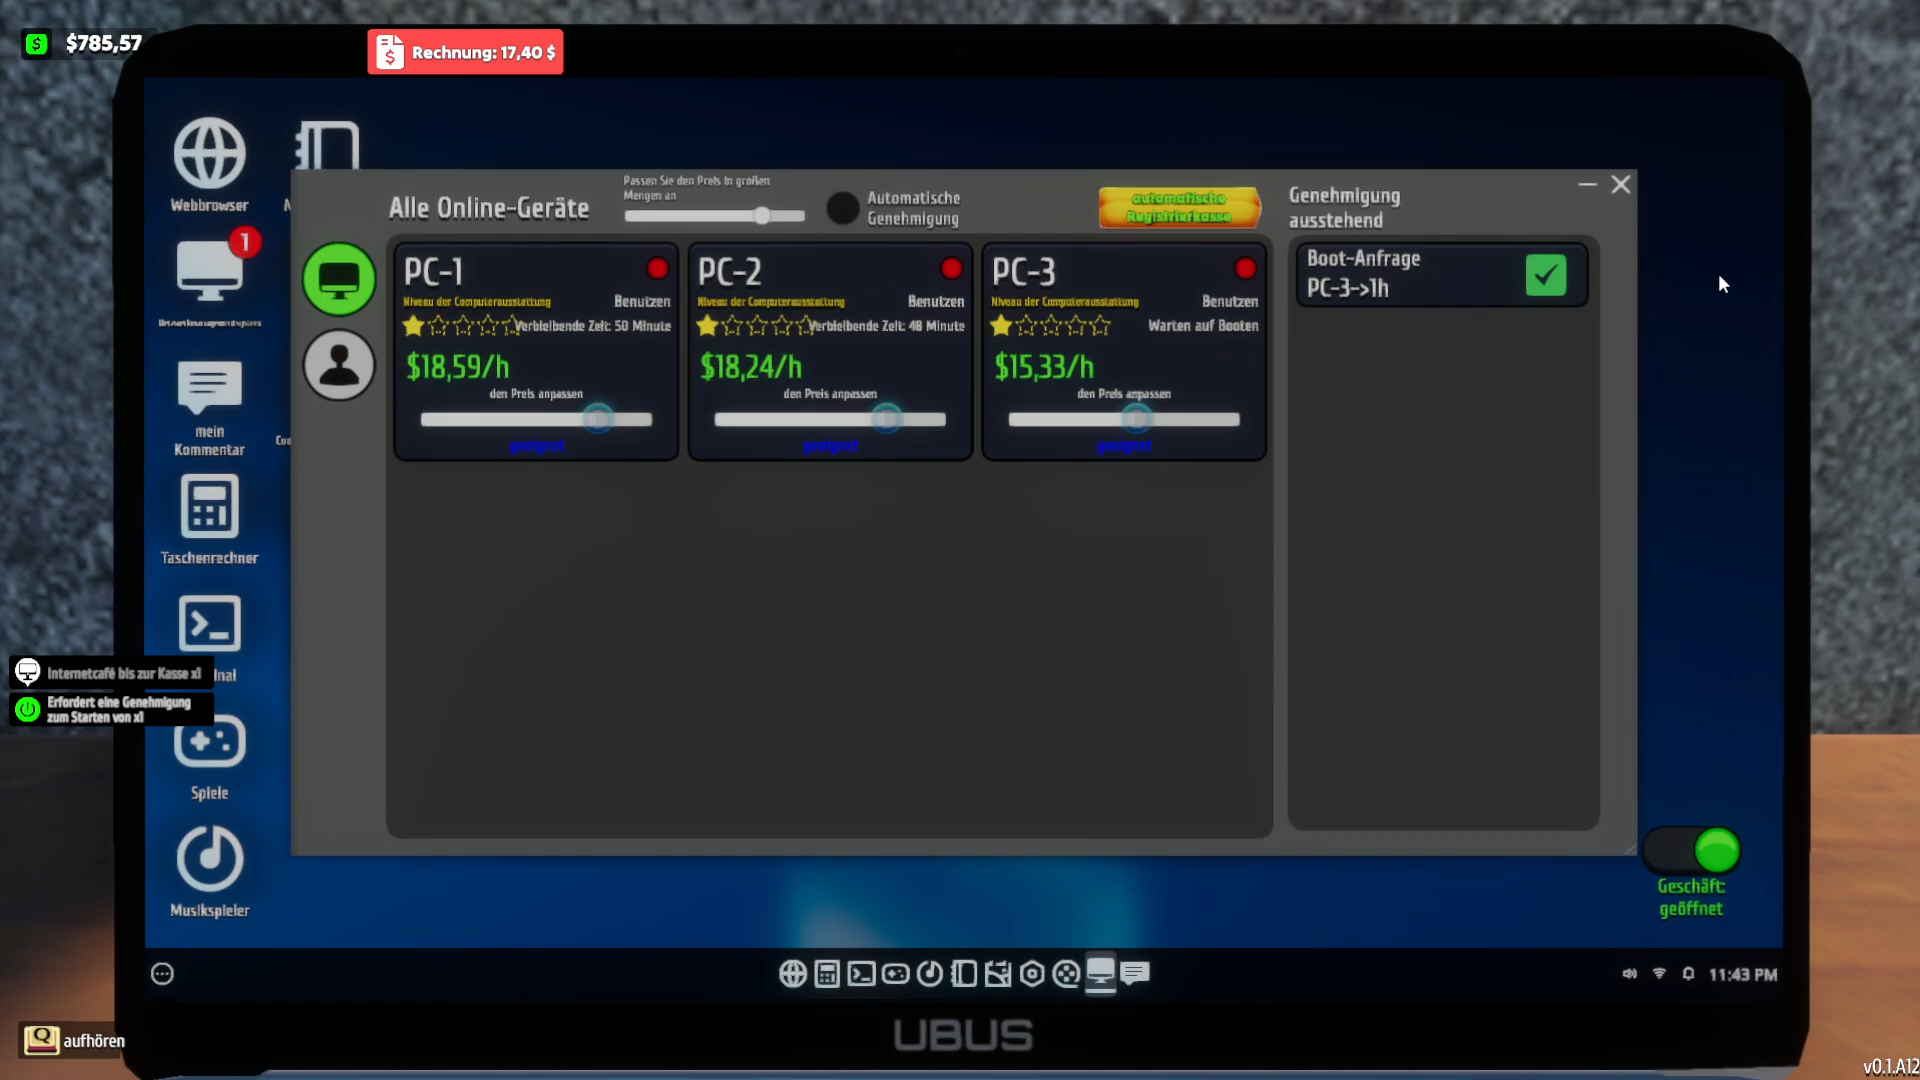 $785,57
Rechnung: 17,40 $
Webbrowser
mein
Kommentar
Taschenrechner
Spiele
Musikspieler
Internetcafé bis zur Kasse x1
Erfordert eine Genehmigung
zum Starten von x1
Alle Online-Geräte
Passen Sie den Preis in großen
Mengen an
Automatische
Genehmigung
automatische
Registrierkasse
Genehmigung
ausstehend
PC-1
Niveau der Computerausstattung
Benutzen
Verbleibende Zeit: 50 Minute
$18,59/h
den Preis anpassen
geeignet
PC-2
Niveau der Computerausstattung
Benutzen
Verbleibende Zeit: 48 Minute
$18,24/h
den Preis anpassen
geeignet
PC-3
Niveau der Computerausstattung
Benutzen
Warten auf Booten
$15,33/h
den Preis anpassen
geeignet
Boot-Anfrage
PC-3->1h
1
Geschäft:
geöffnet
11:43 PM
UBUS
Q aufhören
v0.1.A12